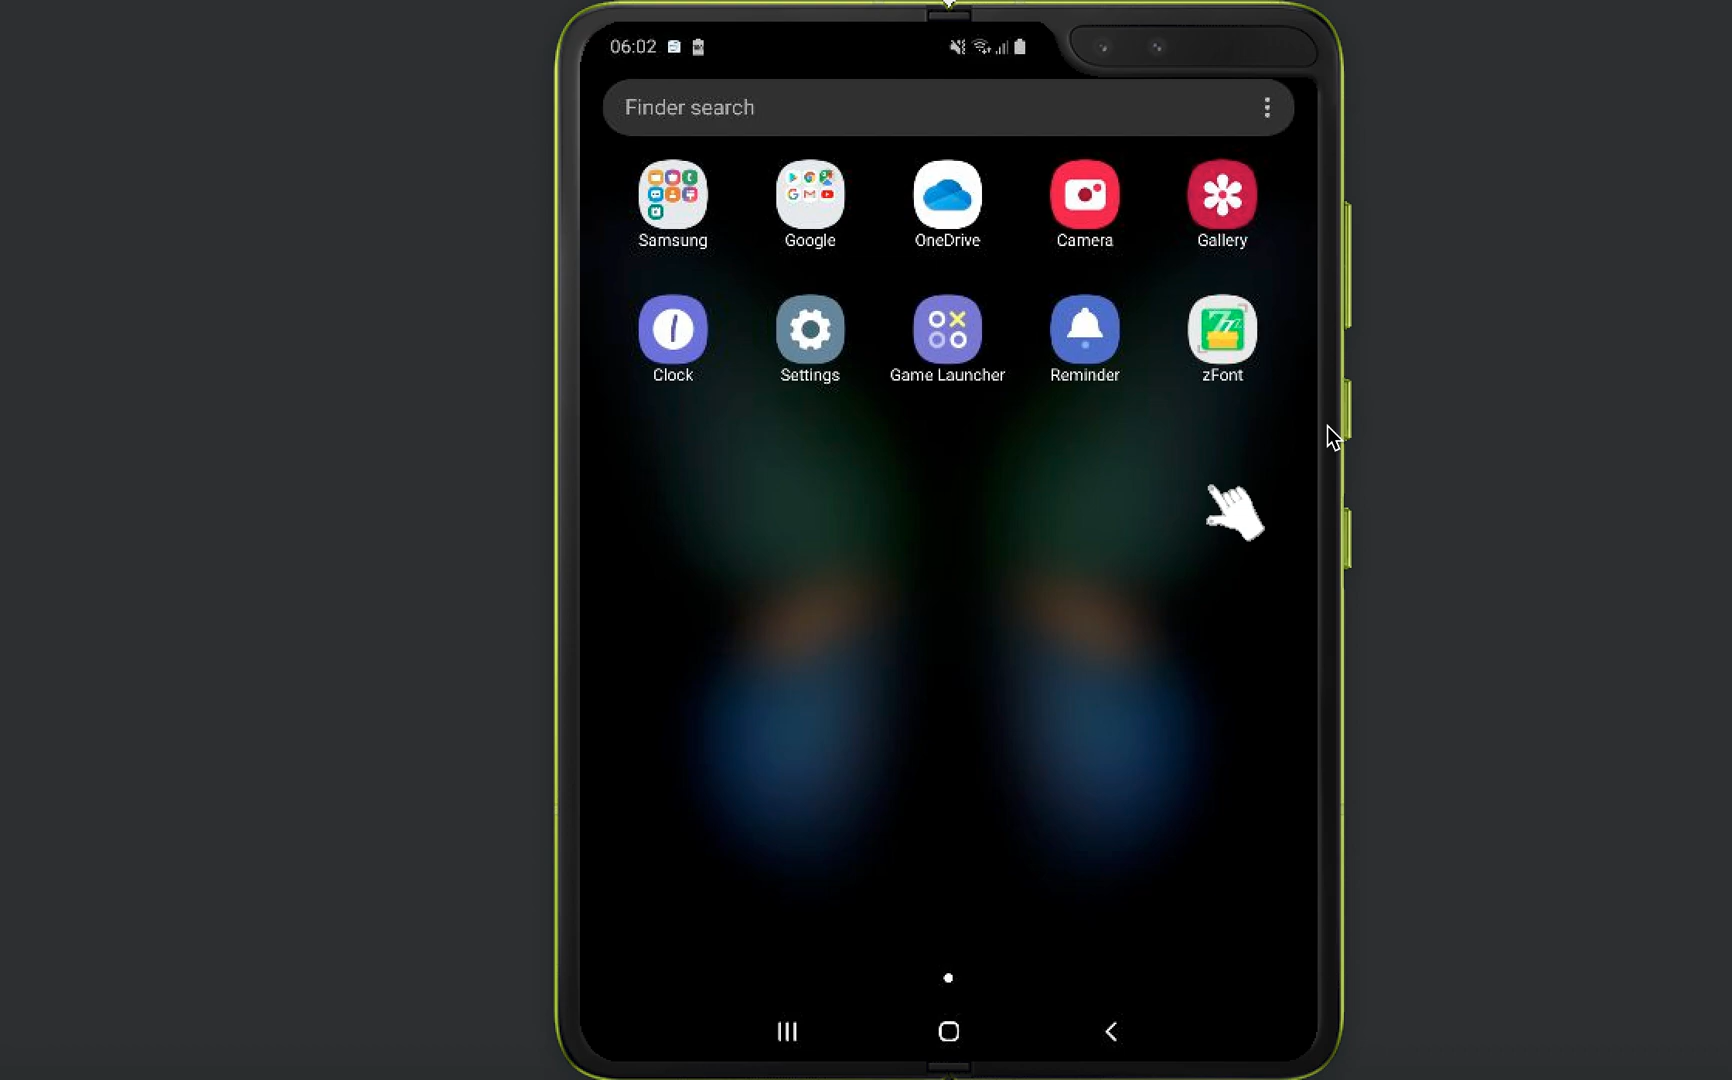 06:02
Finder search
Samsung Google OneDrive Camera Gallery
Clock Settings Game Launcher Reminder zFont